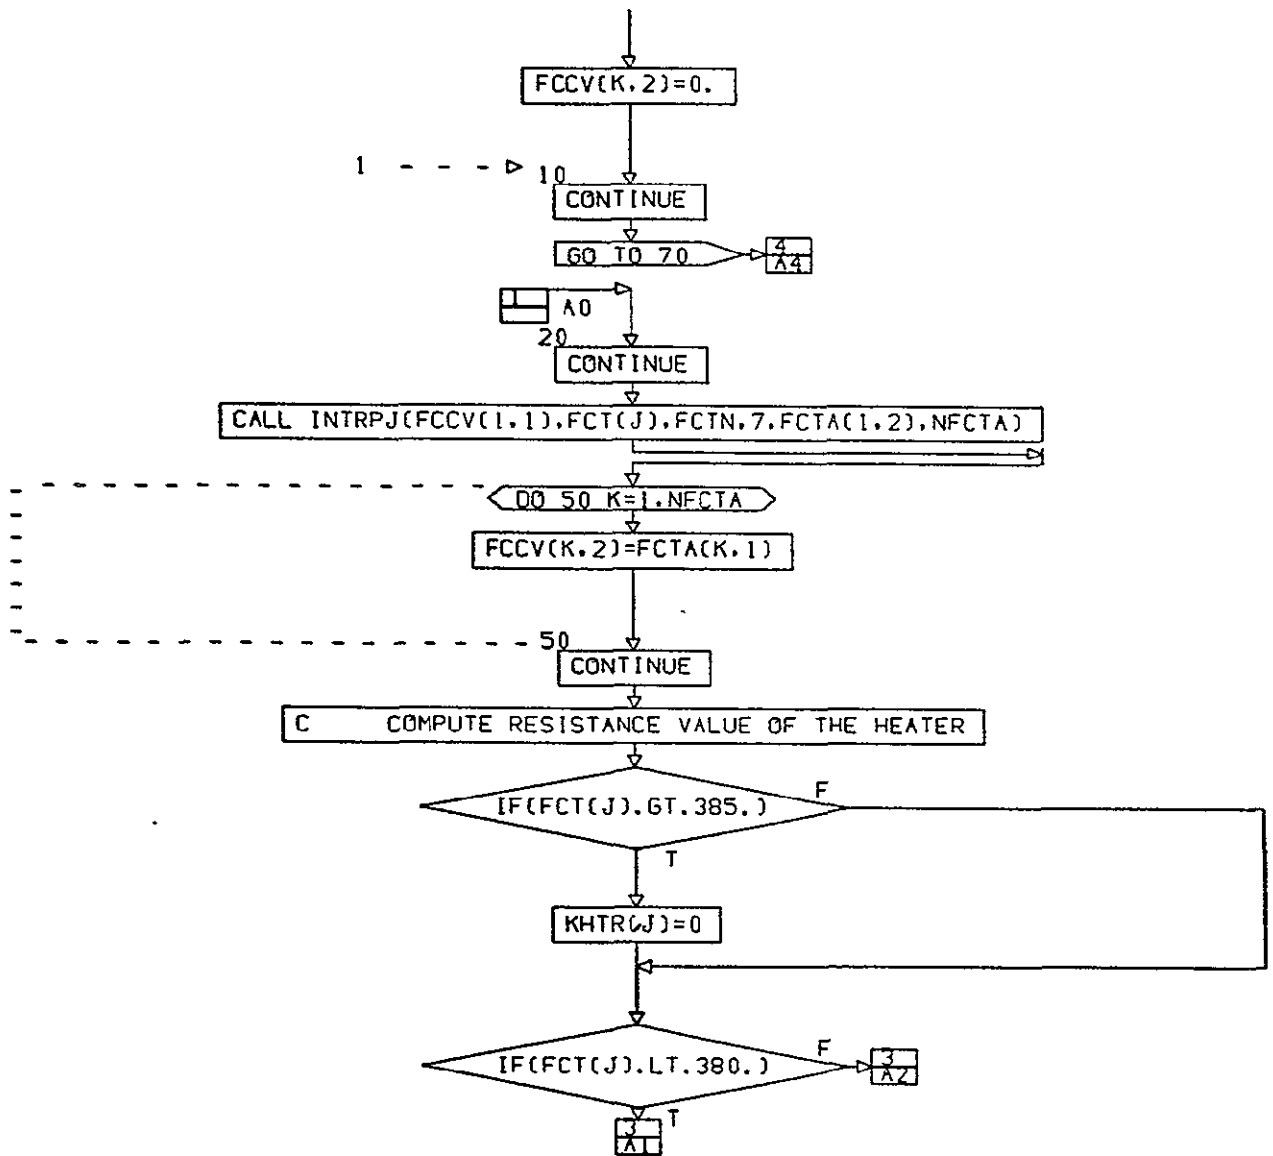 FCCV(K,2)=0.
1
10
CONTINUE
GO TO 70
4
A4
1
A0
20
CONTINUE
CALL INTRPJ(FCCV(1,1),FCT(J),FCTN,7,FCTA(1,2),NFCTA)
DO 50 K=1,NFCTA
FCCV(K,2)=FCTA(K,1)
50
CONTINUE
C COMPUTE RESISTANCE VALUE OF THE HEATER
IF(FCT(J).GT.385.)
F
T
KHTR(J)=0
IF(FCT(J).LT.380.)
F
3
A2
T
3
A1